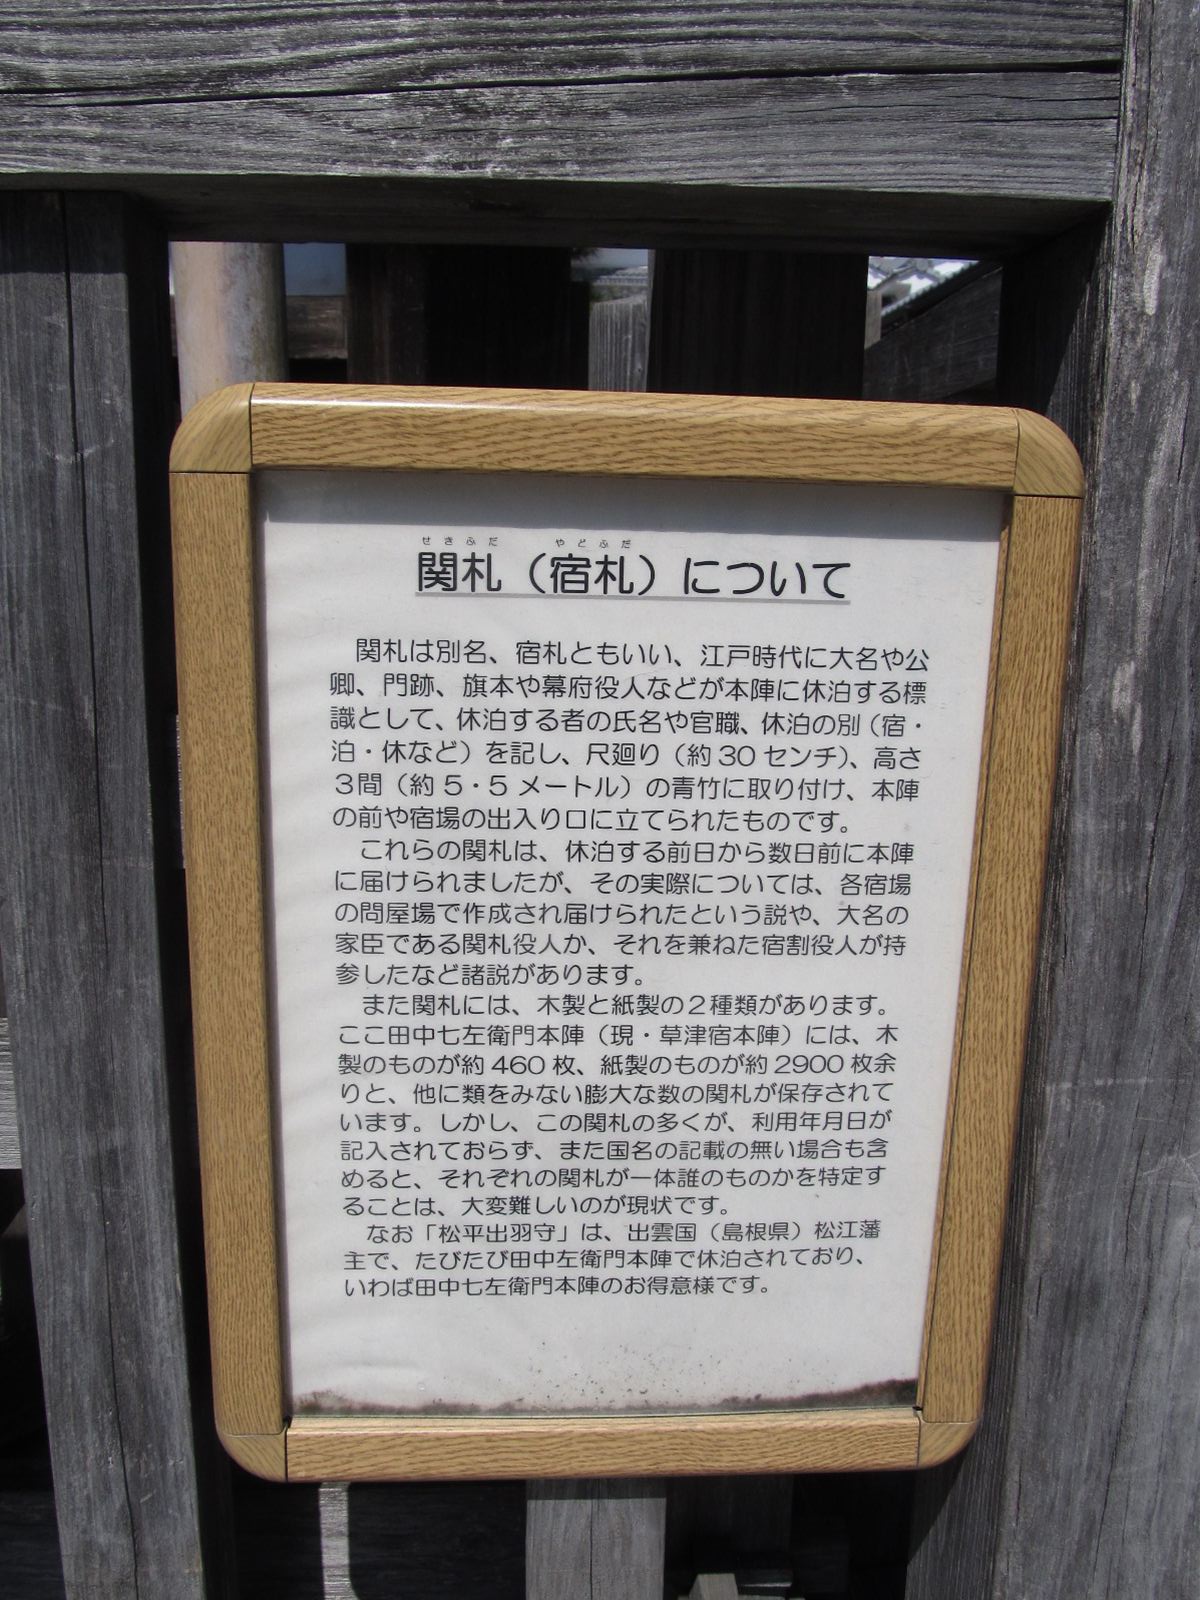 せきふだ　やどふだ
関札（宿札）について
関札は別名、宿札ともいい、江戸時代に大名や公
卿、門跡、旗本や幕府役人などが本陣に休泊する標
識として、休泊する者の氏名や官職、休泊の別（宿・
泊・休など）を記し、尺廻り（約30センチ）、高さ
3間（約5・5メートル）の青竹に取り付け、本陣
の前や宿場の出入り口に立てられたものです。
これらの関札は、休泊する前日から数日前に本陣
に届けられましたが、その実際については、各宿場
の問屋場で作成され届けられたという説や、大名の
家臣である関札役人か、それを兼ねた宿割役人が持
参したなど諸説があります。
また関札には、木製と紙製の2種類があります。
ここ田中七左衛門本陣（現・草津宿本陣）には、木
製のものが約460枚、紙製のものが約2900枚余
りと、他に類をみない膨大な数の関札が保存されて
います。しかし、この関札の多くが、利用年月日が
記入されておらず、また国名の記載の無い場合も含
めると、それぞれの関札が一体誰のものかを特定す
ることは、大変難しいのが現状です。
なお「松平出羽守」は、出雲国（島根県）松江藩
主で、たびたび田中左衛門本陣で休泊されており、
いわば田中七左衛門本陣のお得意様です。